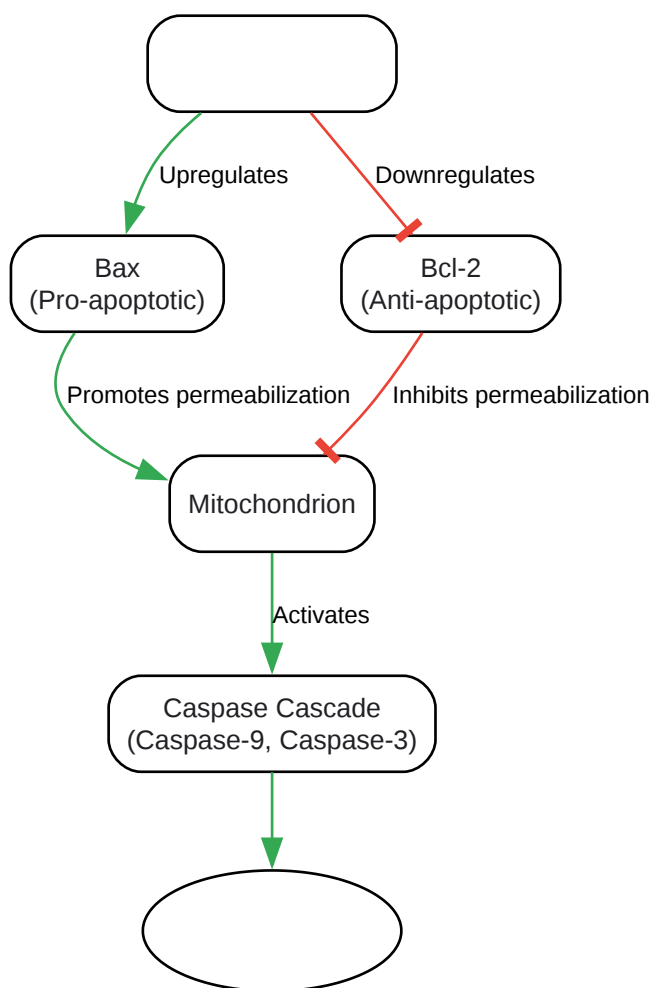 Upregulates
Downregulates
Bax
(Pro-apoptotic)
Bcl-2
(Anti-apoptotic)
Promotes permeabilization
Inhibits permeabilization
Mitochondrion
Activates
Caspase Cascade
(Caspase-9, Caspase-3)